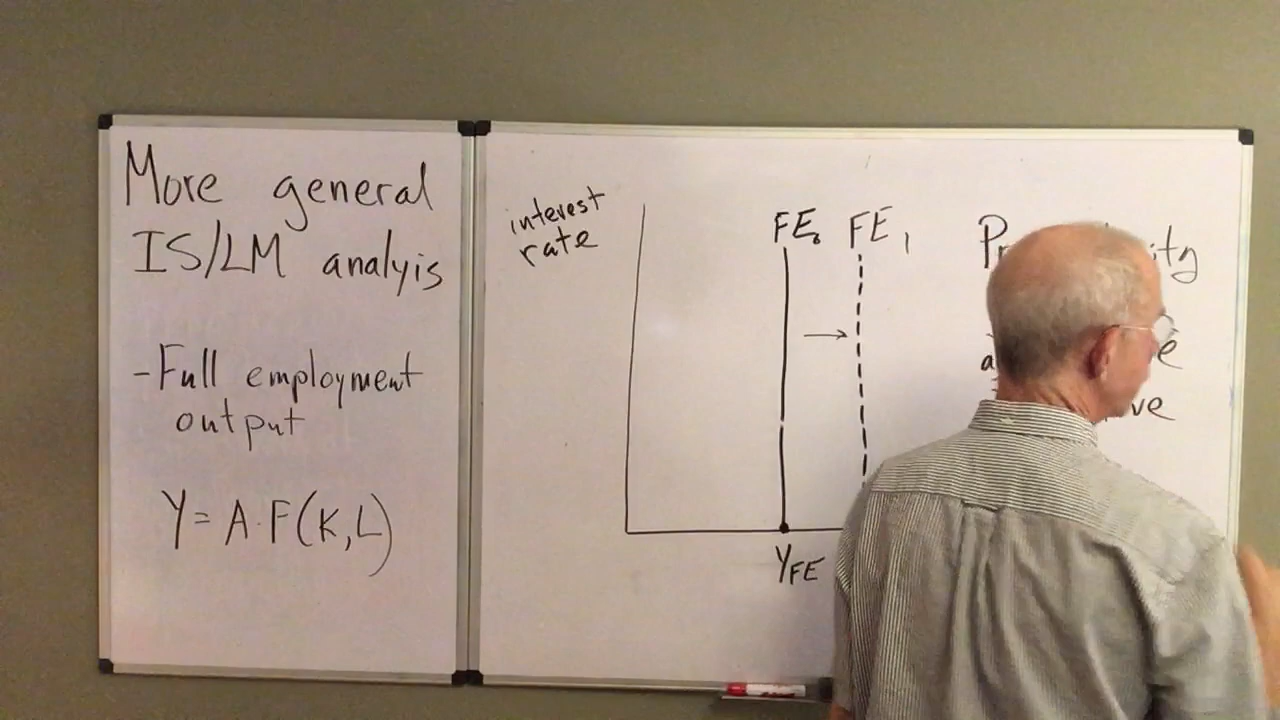 More general
IS/LM analyis
-Full employment
output
Y=A·F(K,L)
interest
rate
FE₀ FE₁
→
Y_FE